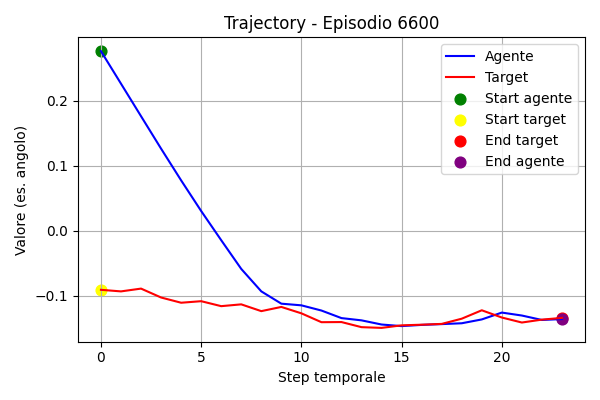 Trajectory - Episodio 6600
Agente
Target
Start agente
Start target
End target
End agente
Valore (es. angolo)
0.2
0.1
0.0
−0.1
0
5
10
15
20
Step temporale